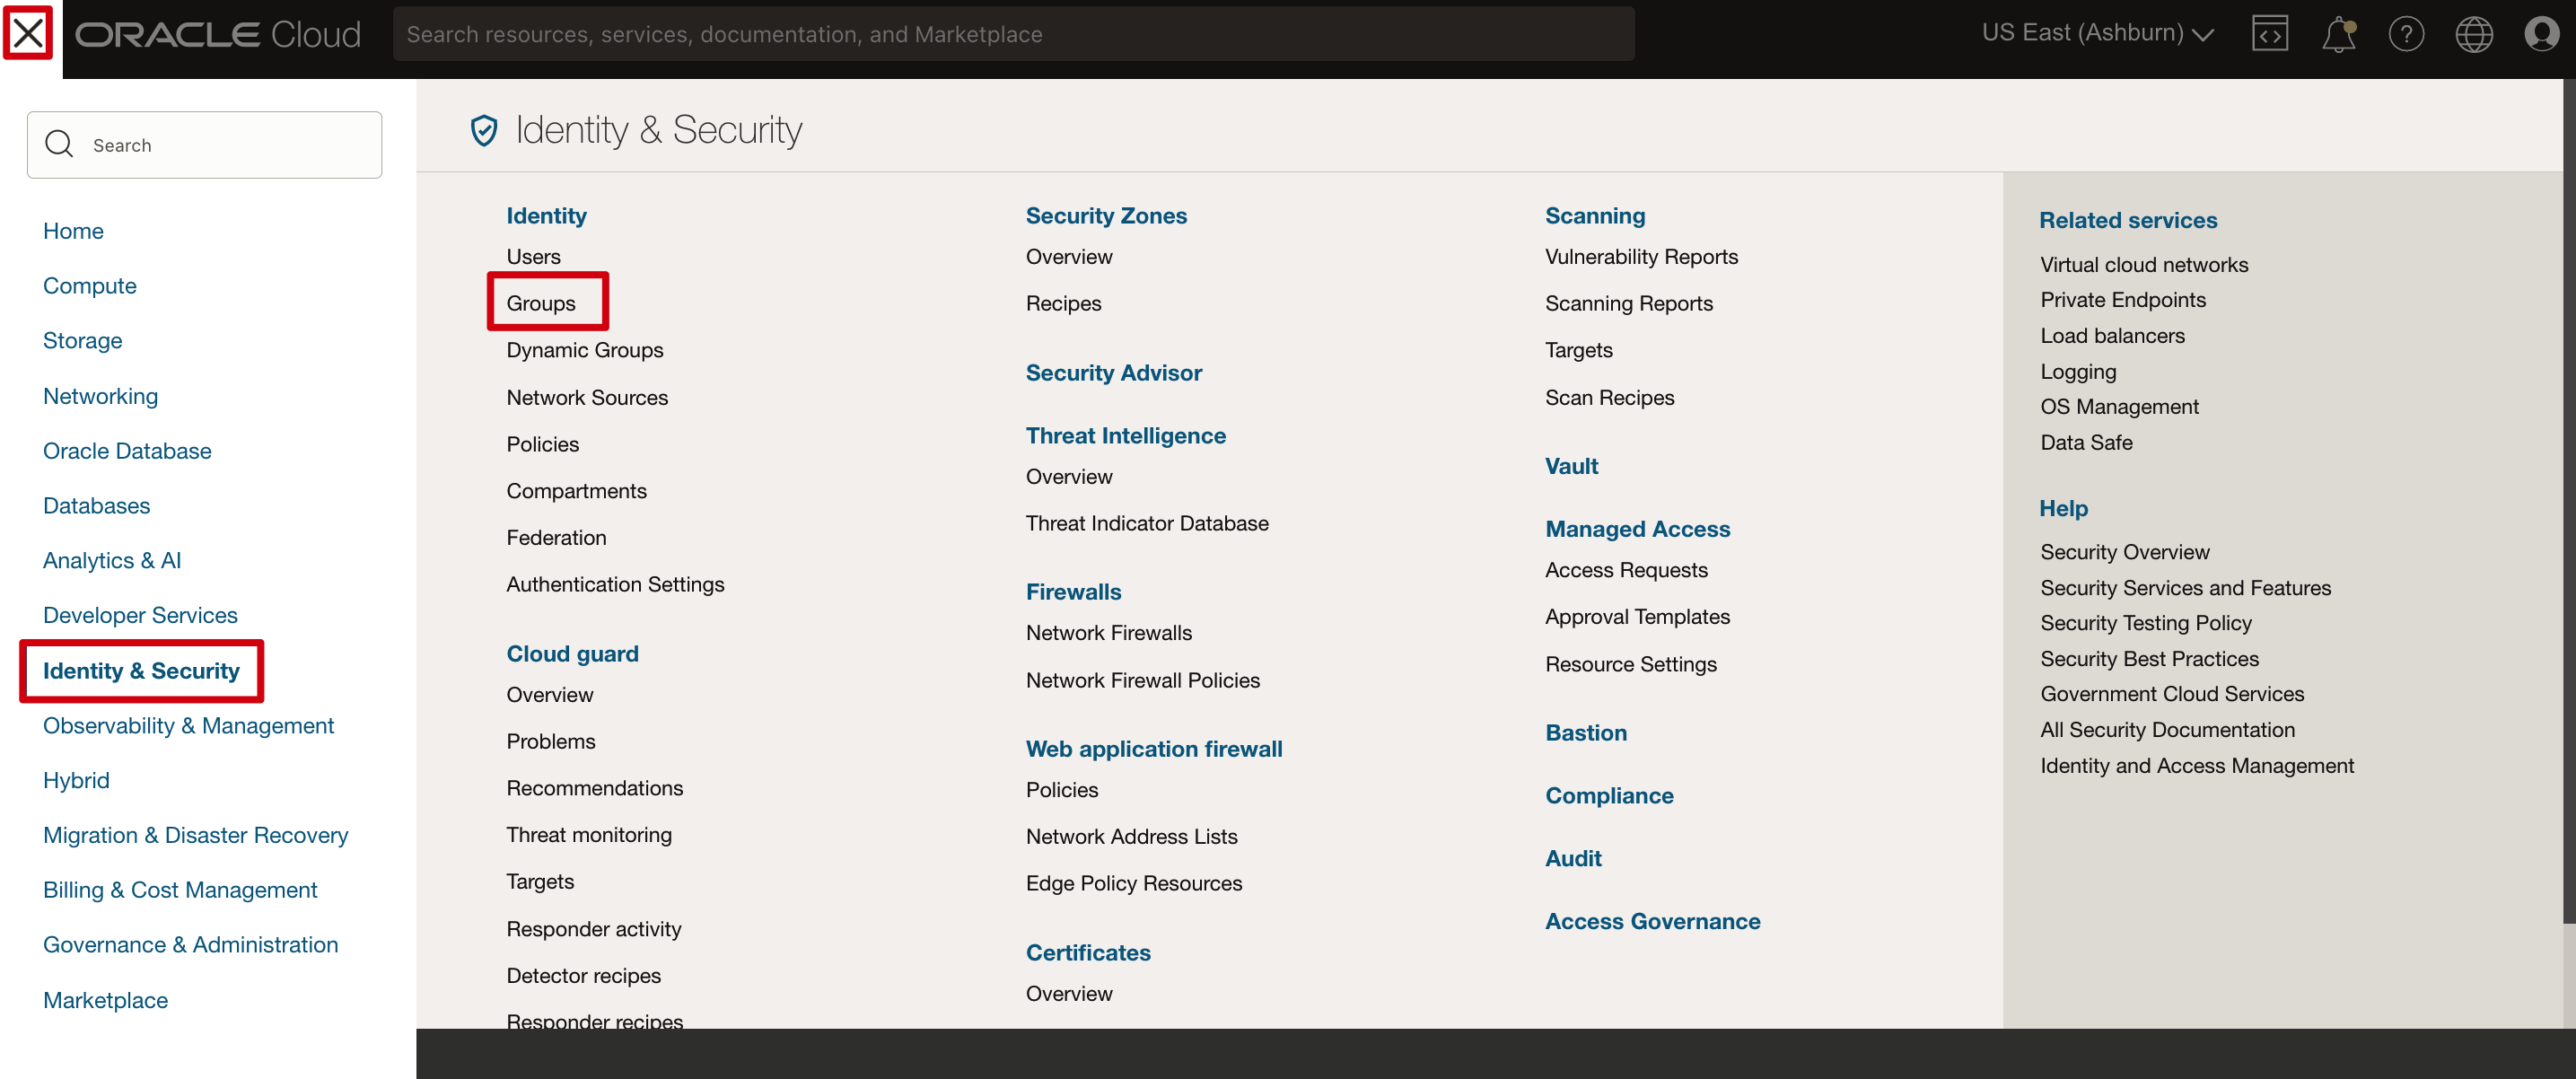 ORACLE Cloud
Search resources, services, documentation, and Marketplace
US East (Ashburn)
Search
Home
Compute
Storage
Networking
Oracle Database
Databases
Analytics & AI
Developer Services
Identity & Security
Observability & Management
Hybrid
Migration & Disaster Recovery
Billing & Cost Management
Governance & Administration
Marketplace
Identity & Security
Identity
Users
Groups
Dynamic Groups
Network Sources
Policies
Compartments
Federation
Authentication Settings
Cloud guard
Overview
Problems
Recommendations
Threat monitoring
Targets
Responder activity
Detector recipes
Responder recipes
Security Zones
Overview
Recipes
Security Advisor
Threat Intelligence
Overview
Threat Indicator Database
Firewalls
Network Firewalls
Network Firewall Policies
Web application firewall
Policies
Network Address Lists
Edge Policy Resources
Certificates
Overview
Scanning
Vulnerability Reports
Scanning Reports
Targets
Scan Recipes
Vault
Managed Access
Access Requests
Approval Templates
Resource Settings
Bastion
Compliance
Audit
Access Governance
Related services
Virtual cloud networks
Private Endpoints
Load balancers
Logging
OS Management
Data Safe
Help
Security Overview
Security Services and Features
Security Testing Policy
Security Best Practices
Government Cloud Services
All Security Documentation
Identity and Access Management